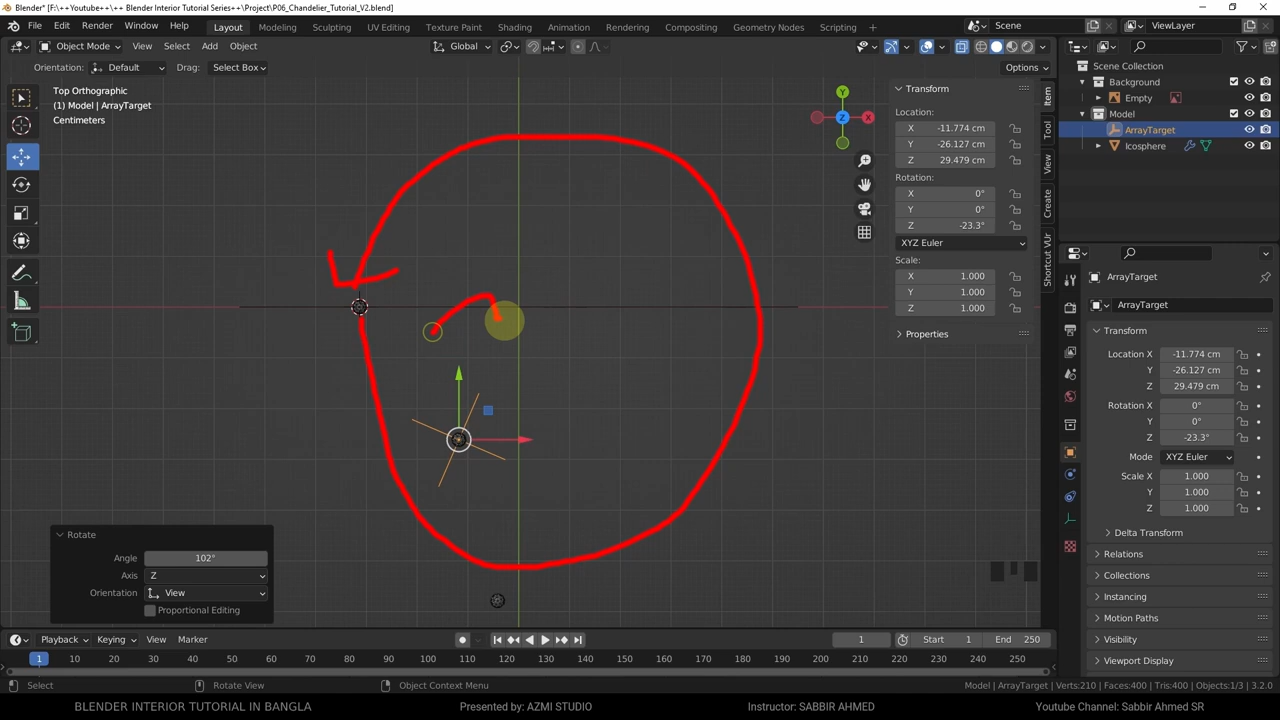 Blender* [F:\++Youtube++\++ Blender Interior Tutorial Series++\Project\P06_Chandelier_Tutorial_V2.blend]
File Edit Render Window Help Layout Modeling Sculpting UV Editing Texture Paint Shading Animation Rendering Compositing Geometry Nodes Scripting Scene ViewLayer
Object Mode View Select Add Object Global
Orientation: Default Drag: Select Box Options
Top Orthographic
(1) Model | ArrayTarget
Centimeters
Y
X
Z
Transform
Location:
X -11.774 cm
Y -26.127 cm
Z 29.479 cm
Rotation:
X 0°
Y 0°
Z -23.3°
XYZ Euler
Scale:
X 1.000
Y 1.000
Z 1.000
Properties
Item
Tool
View
Create
Shortcut VUr
Scene Collection
Background
Empty
Model
ArrayTarget
Icosphere
ArrayTarget
ArrayTarget
Transform
Location X -11.774 cm
Y -26.127 cm
Z 29.479 cm
Rotation X 0°
Y 0°
Z -23.3°
Mode XYZ Euler
Scale X 1.000
Y 1.000
Z 1.000
Delta Transform
Relations
Collections
Instancing
Motion Paths
Visibility
Viewport Display
Rotate
Angle 102°
Axis Z
Orientation View
Proportional Editing
Playback Keying View Marker 1 Start 1 End 250
1 10 20 30 40 50 60 70 80 90 100 110 120 130 140 150 160 170 180 190 200 210 220 230 240 250
Select Rotate View Object Context Menu Model | ArrayTarget | Verts:210 | Faces:400 | Tris:400 | Objects:1/3 | 3.2.0
BLENDER INTERIOR TUTORIAL IN BANGLA Presented by: AZMI STUDIO Instructor: SABBIR AHMED Youtube Channel: Sabbir Ahmed SR